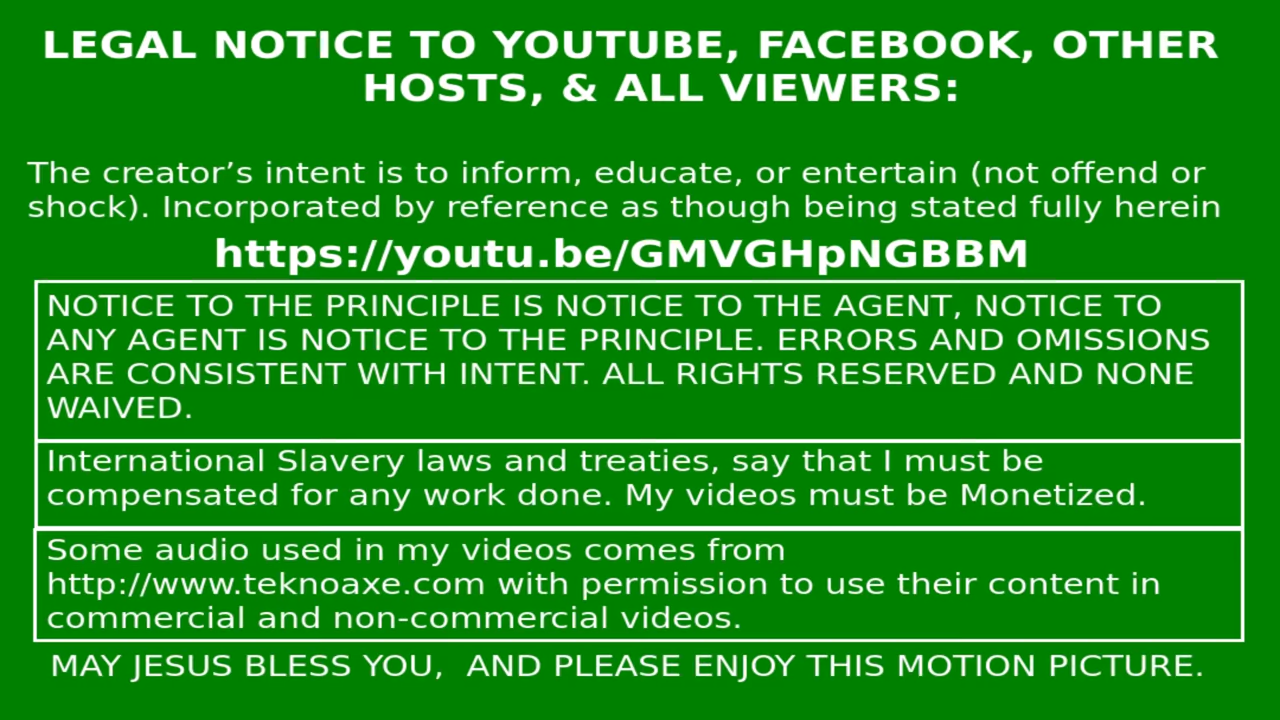 LEGAL NOTICE TO YOUTUBE, FACEBOOK, OTHER
HOSTS, & ALL VIEWERS:
The creator’s intent is to inform, educate, or entertain (not offend or
shock). Incorporated by reference as though being stated fully herein
https://youtu.be/GMVGHpNGBBM
NOTICE TO THE PRINCIPLE IS NOTICE TO THE AGENT, NOTICE TO
ANY AGENT IS NOTICE TO THE PRINCIPLE. ERRORS AND OMISSIONS
ARE CONSISTENT WITH INTENT. ALL RIGHTS RESERVED AND NONE
WAIVED.
International Slavery laws and treaties, say that I must be
compensated for any work done. My videos must be Monetized.
Some audio used in my videos comes from
http://www.teknoaxe.com with permission to use their content in
commercial and non-commercial videos.
MAY JESUS BLESS YOU,  AND PLEASE ENJOY THIS MOTION PICTURE.